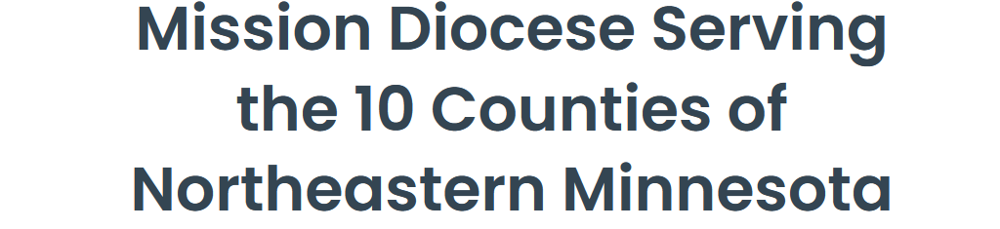 Mission Diocese Serving
the 10 Counties of
Northeastern Minnesota